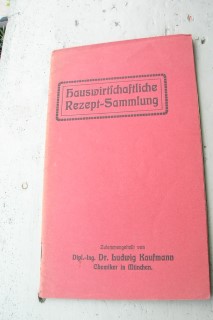 Hauswirtschaftliche
Rezept-Sammlung
Zusammengestellt von
Dipl.-Ing. Dr. Ludwig Kaufmann
Chemiker in München.